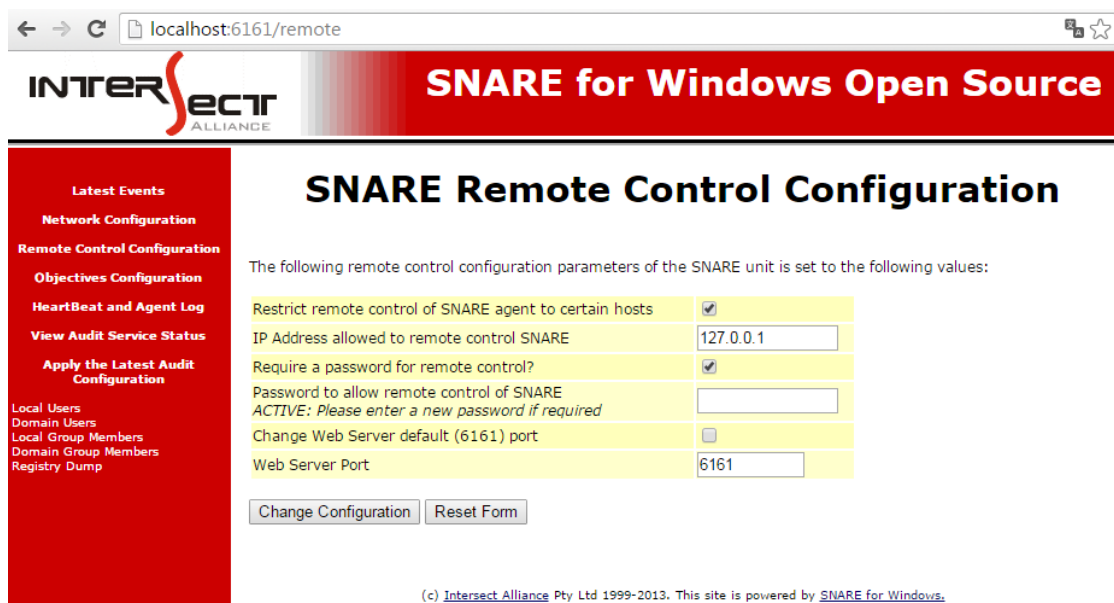 localhost:6161/remote
INTERSECT
ALLIANCE
SNARE for Windows Open Source
Latest Events
Network Configuration
Remote Control Configuration
Objectives Configuration
HeartBeat and Agent Log
View Audit Service Status
Apply the Latest Audit
Configuration
Local Users
Domain Users
Local Group Members
Domain Group Members
Registry Dump
SNARE Remote Control Configuration
The following remote control configuration parameters of the SNARE unit is set to the following values:
Restrict remote control of SNARE agent to certain hosts
IP Address allowed to remote control SNARE 127.0.0.1
Require a password for remote control?
Password to allow remote control of SNARE
ACTIVE: Please enter a new password if required
Change Web Server default (6161) port
Web Server Port 6161
Change Configuration Reset Form
(c) Intersect Alliance Pty Ltd 1999-2013. This site is powered by SNARE for Windows.